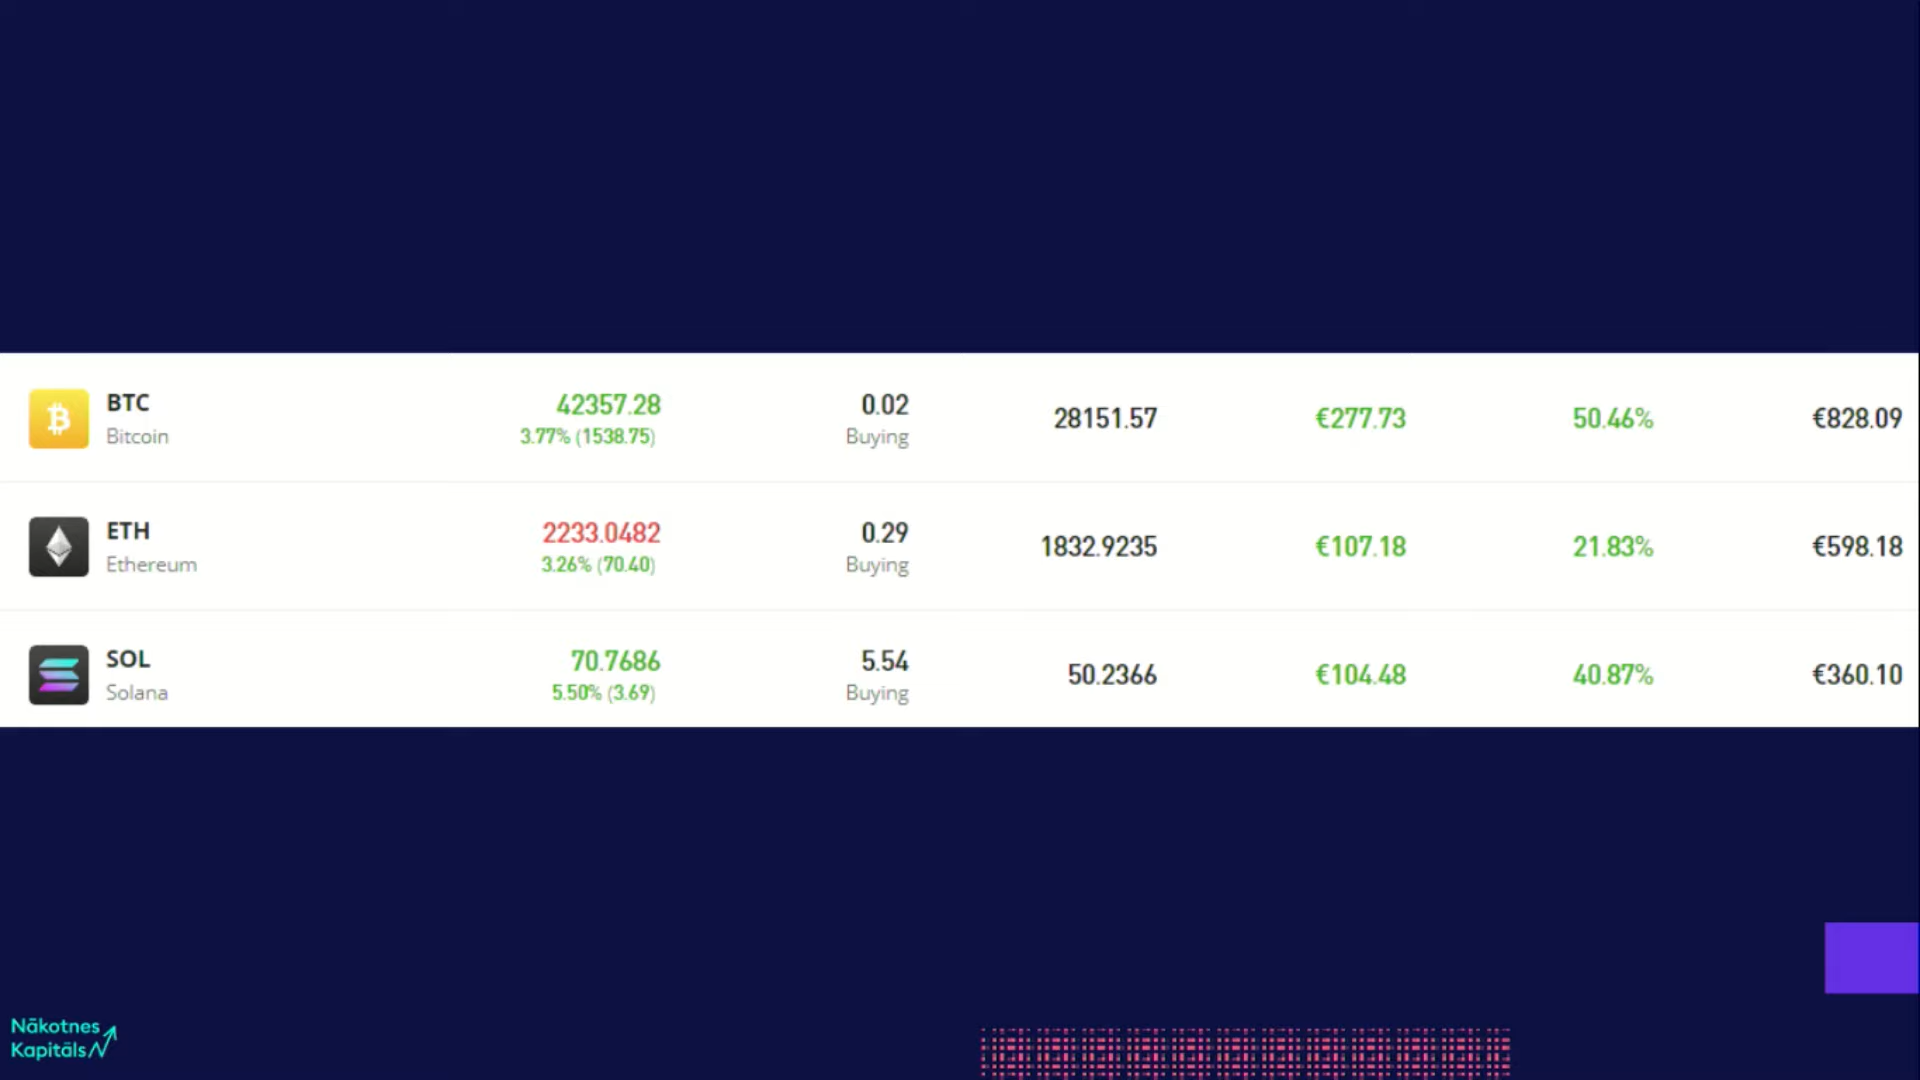 BTC 42357.28 0.02 28151.57 €277.73 50.46% €828.09
Bitcoin 3.77% (1538.75) Buying
ETH 2233.0482 0.29 1832.9235 €107.18 21.83% €598.18
Ethereum 3.26% (70.40) Buying
SOL 70.7686 5.54 50.2366 €104.48 40.87% €360.10
Solana 5.50% (3.69) Buying
Nākotnes
Kapitāls